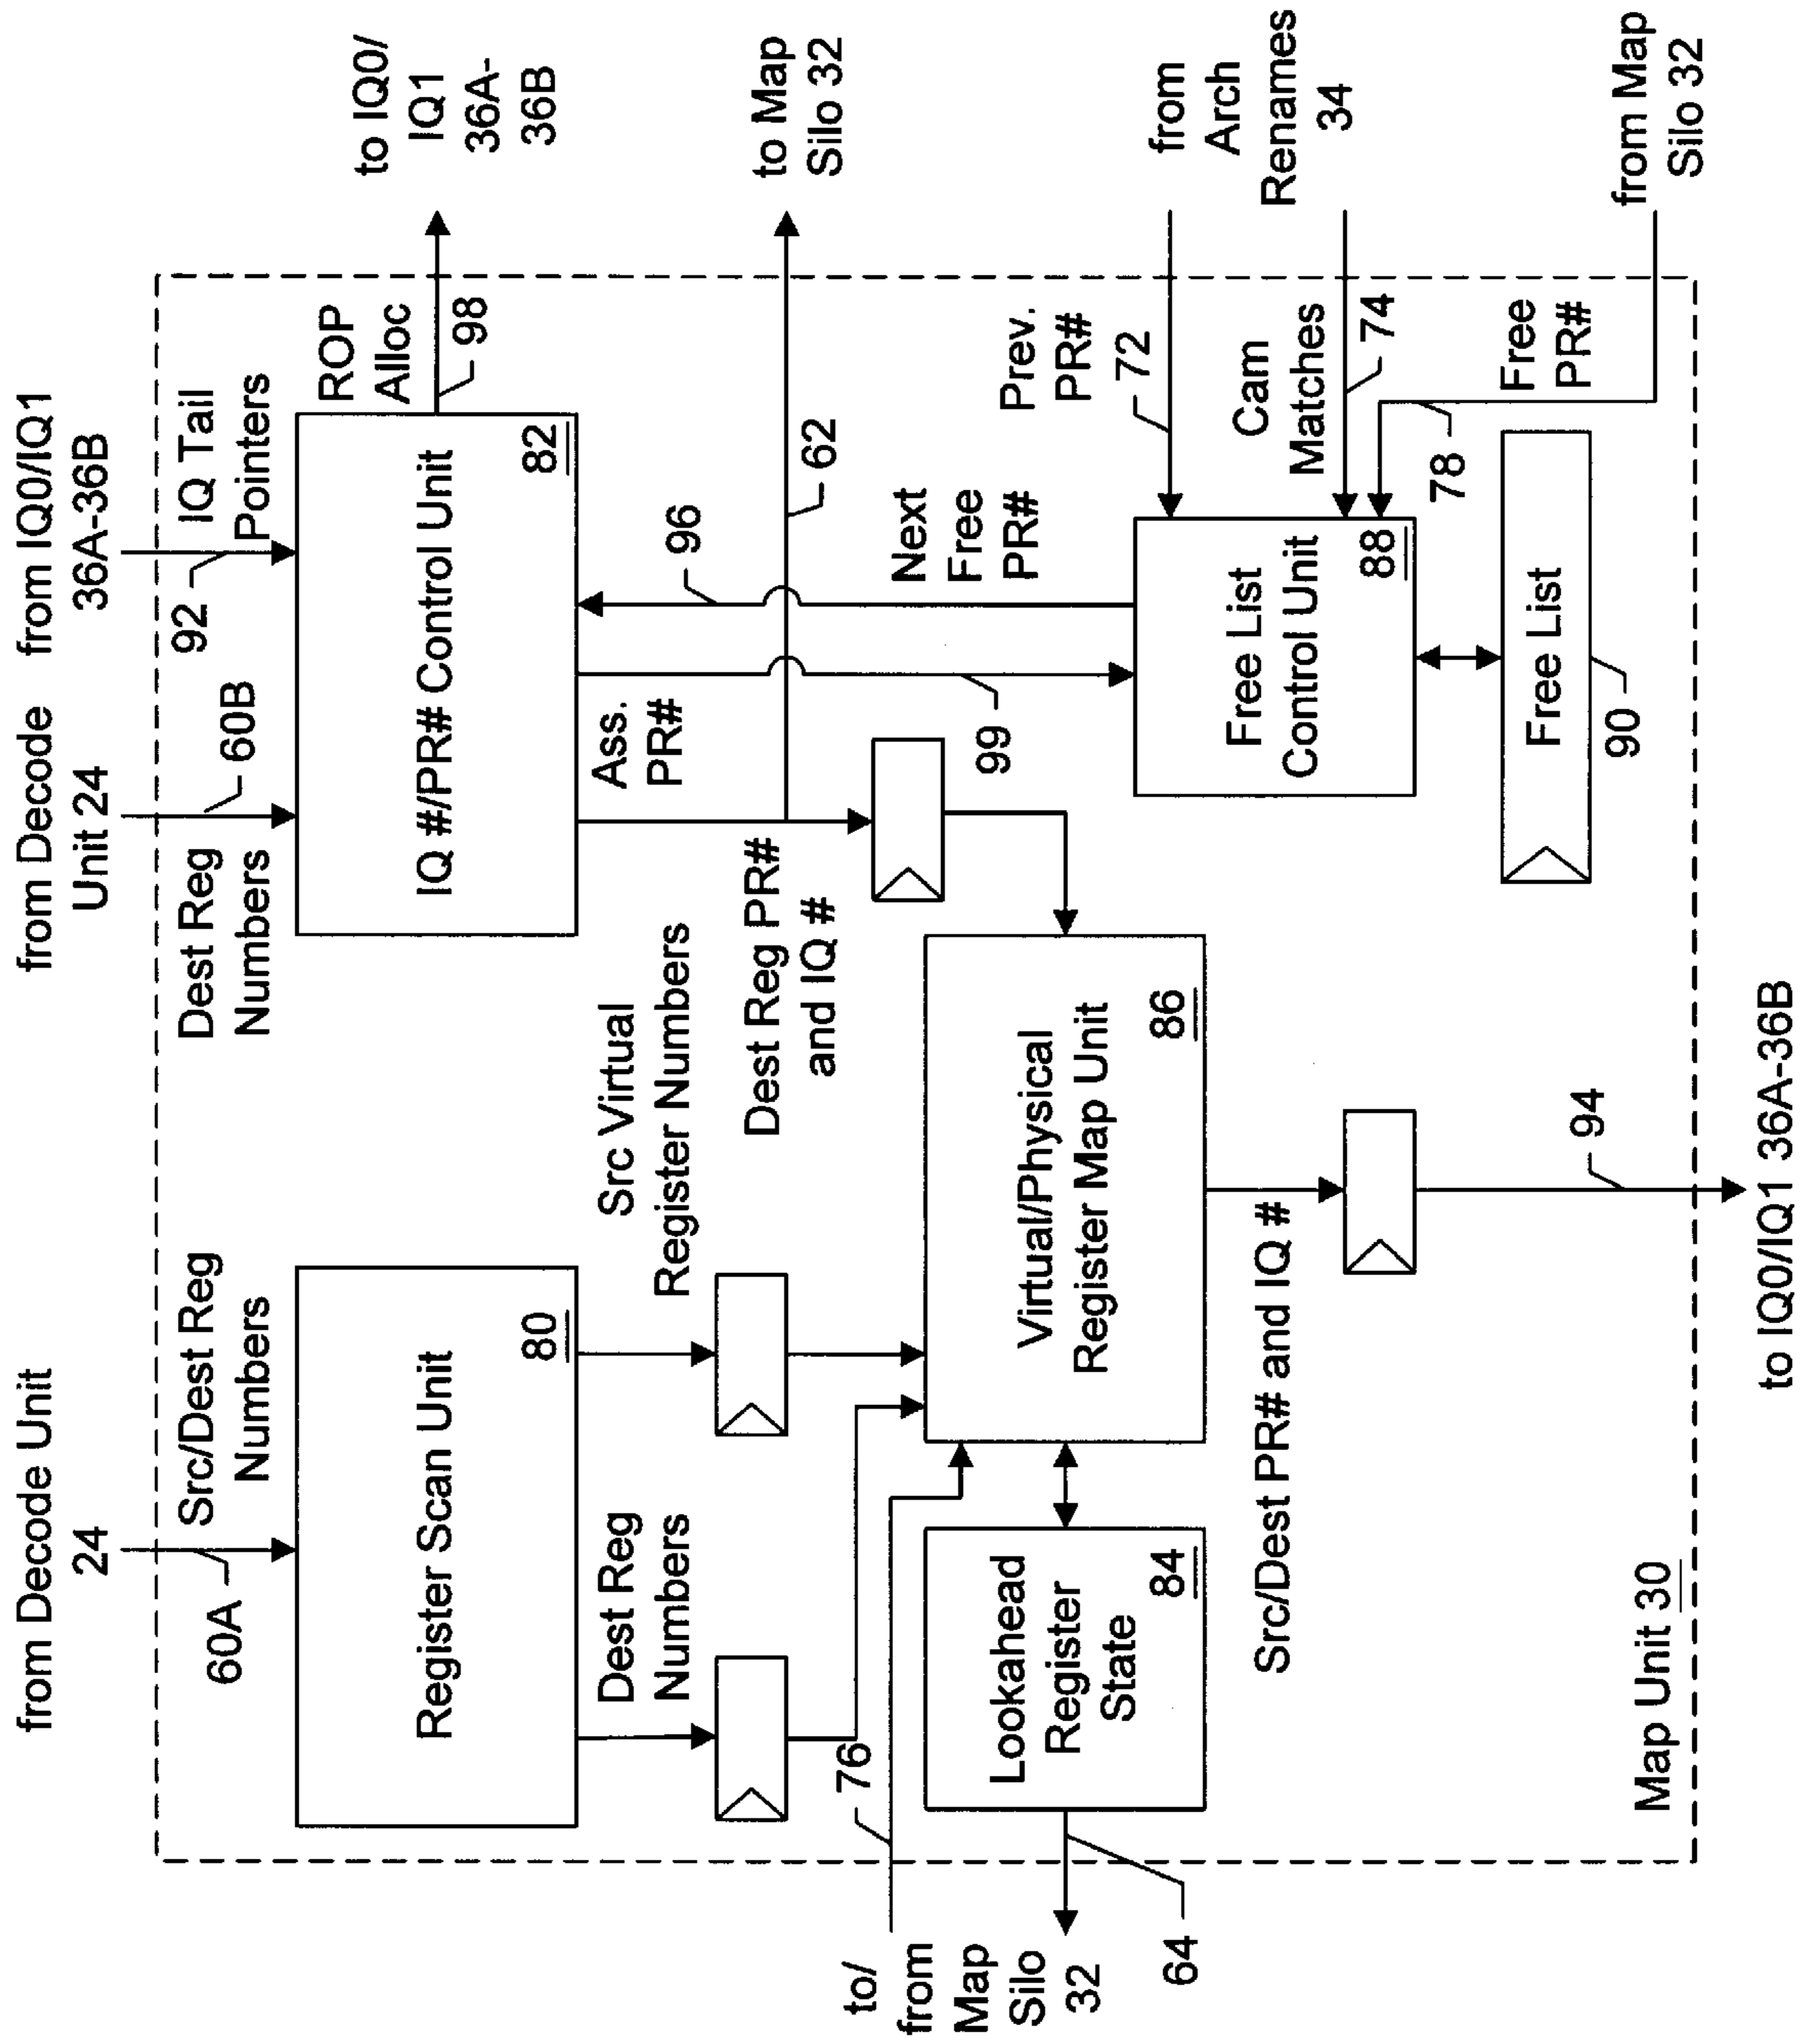 from Decode Unit
24
60A
Src/Dest Reg
Numbers
from Decode
Unit 24
60B
Dest Reg
Numbers
from IQ0/IQ1
36A-36B
92
IQ Tail
Pointers
Register Scan Unit
80
IQ #/PR# Control Unit
82
ROP
Alloc
98
to IQ0/
IQ1
36A-
36B
Dest Reg
Numbers
Src Virtual
Register Numbers
Ass.
PR#
96
62
to Map
Silo 32
Dest Reg PR#
and IQ #
99
Next
Free
PR#
76
to/
from
Map
Silo
32
64
Lookahead
Register
State
84
Virtual/Physical
Register Map Unit
86
Free List
Control Unit
88
Prev.
PR#
72
from
Arch
Renames
34
Cam
Matches
74
78
Free
PR#
from Map
Silo 32
Src/Dest PR# and IQ #
94
Free List
90
Map Unit 30
to IQ0/IQ1 36A-36B